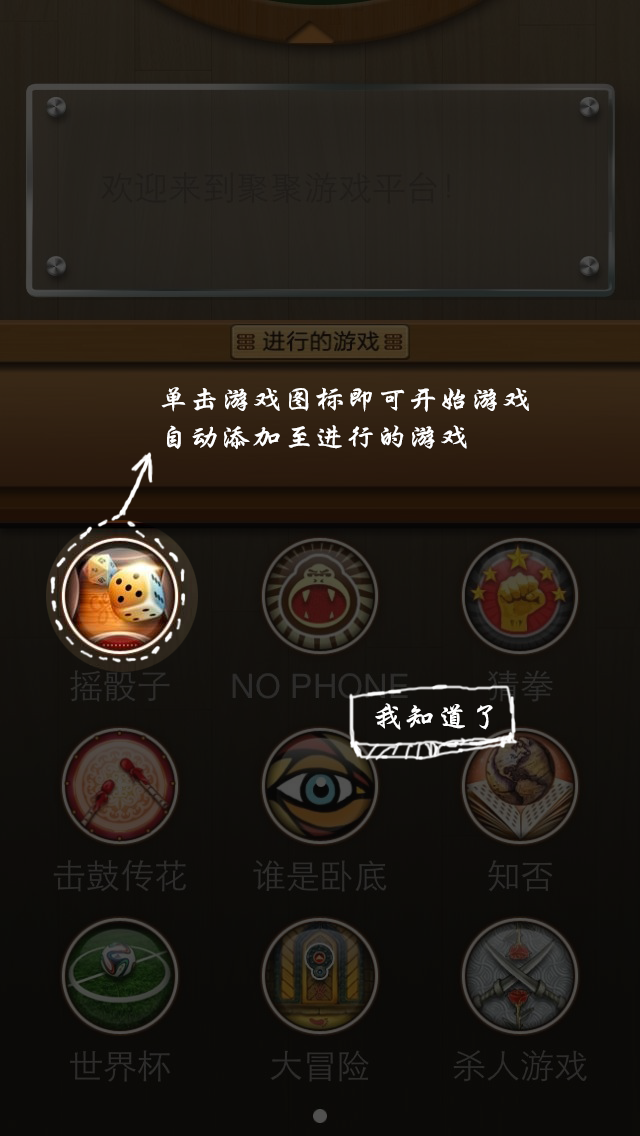 欢迎来到聚聚游戏平台！
进行的游戏
单击游戏图标即可开始游戏
自动添加至进行的游戏
摇骰子
NO PHONE
猜拳
我知道了
击鼓传花
谁是卧底
知否
世界杯
大冒险
杀人游戏